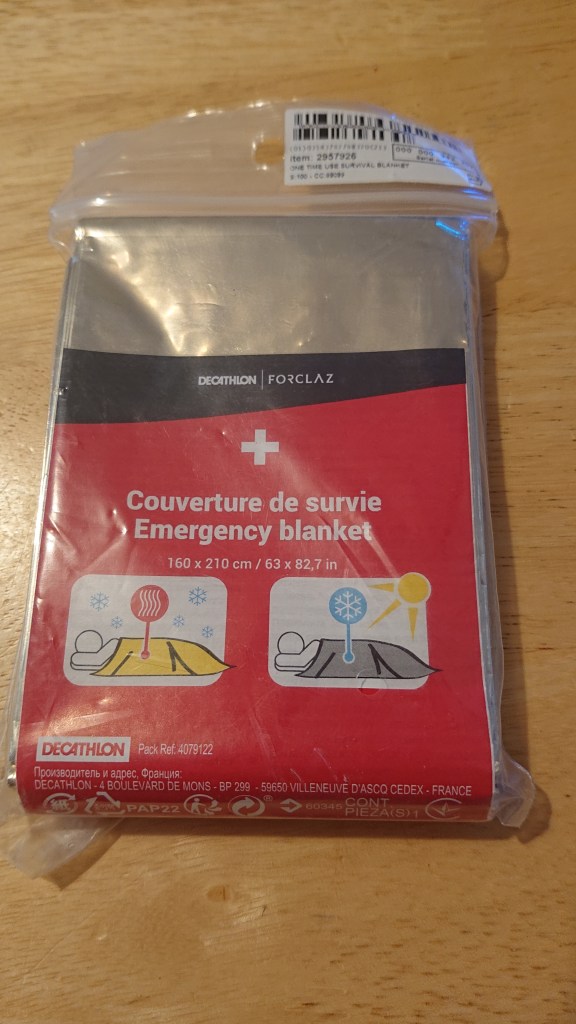 item: 2957926
ONE TIME USE SURVIVAL BLANKET
DECATHLON | FORCLAZ
Couverture de survie
Emergency blanket
160 x 210 cm / 63 x 82,7 in
DECATHLON Pack Ref: 4079122
Производитель и адрес, Франция:
DECATHLON - 4 BOULEVARD DE MONS - BP 299 - 59650 VILLENEUVE D'ASCQ CEDEX - FRANCE
PAP22 60345 CONT.
PIEZA(S) 1